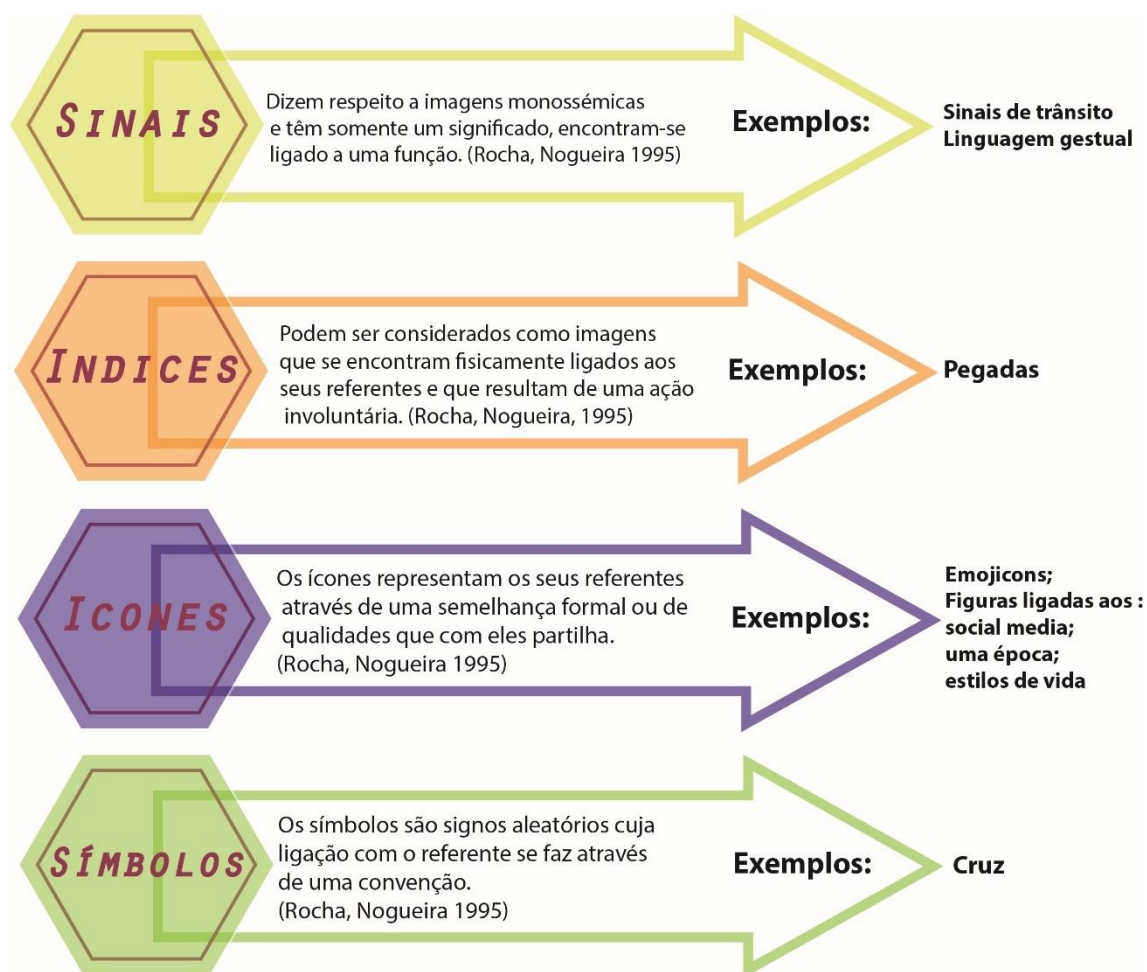 SINAIS
Dizem respeito a imagens monossémicas
e têm somente um significado, encontram-se
ligado a uma função. (Rocha, Nogueira 1995)
Exemplos:
Sinais de trânsito
Linguagem gestual
INDICES
Podem ser considerados como imagens
que se encontram fisicamente ligados aos
seus referentes e que resultam de uma ação
involuntária. (Rocha, Nogueira, 1995)
Exemplos:
Pegadas
ICONES
Os ícones representam os seus referentes
através de uma semelhança formal ou de
qualidades que com eles partilha.
(Rocha, Nogueira 1995)
Exemplos:
Emojicons;
Figuras ligadas aos :
social media;
uma época;
estilos de vida
SÍMBOLOS
Os símbolos são signos aleatórios cuja
ligação com o referente se faz através
de uma convenção.
(Rocha, Nogueira 1995)
Exemplos:
Cruz